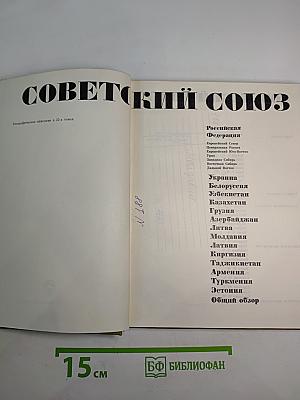 СОВЕТСКИЙ СОЮЗ
Географическое описание в 22-х томах
Российская
Федерация
Европейский Север
Центральная Россия
Европейский Юго-Восток
Урал
Западная Сибирь
Восточная Сибирь
Дальний Восток
Украина
Белоруссия
Узбекистан
Казахстан
Грузия
Азербайджан
Литва
Молдавия
Латвия
Киргизия
Таджикистан
Армения
Туркмения
Эстония
Общий обзор
15 см
БФ БИБЛИОФАН